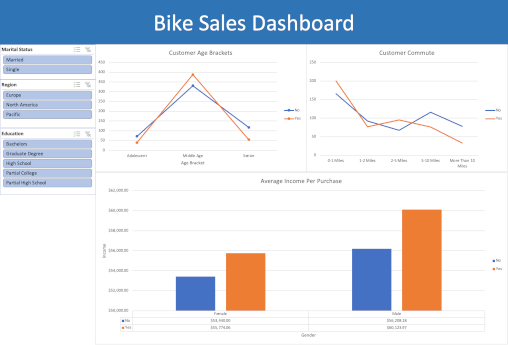 Bike Sales Dashboard
Marital Status
Married
Single
Region
Europe
North America
Pacific
Education
Bachelors
Graduate Degree
High School
Partial College
Partial High School
Customer Age Brackets
450
400
350
300
250
200
150
100
50
0
Adolescent
Middle Age
Senior
Age Bracket
No
Yes
Customer Commute
250
200
150
100
50
0
0-1 Miles
1-2 Miles
2-5 Miles
5-10 Miles
More Than 10
Miles
No
Yes
Average Income Per Purchase
$62,000.00
$60,000.00
$58,000.00
$56,000.00
$54,000.00
$52,000.00
$50,000.00
Income
Female
Male
No
$53,440.00
$56,208.18
Yes
$55,774.06
$60,123.97
Gender
No
Yes